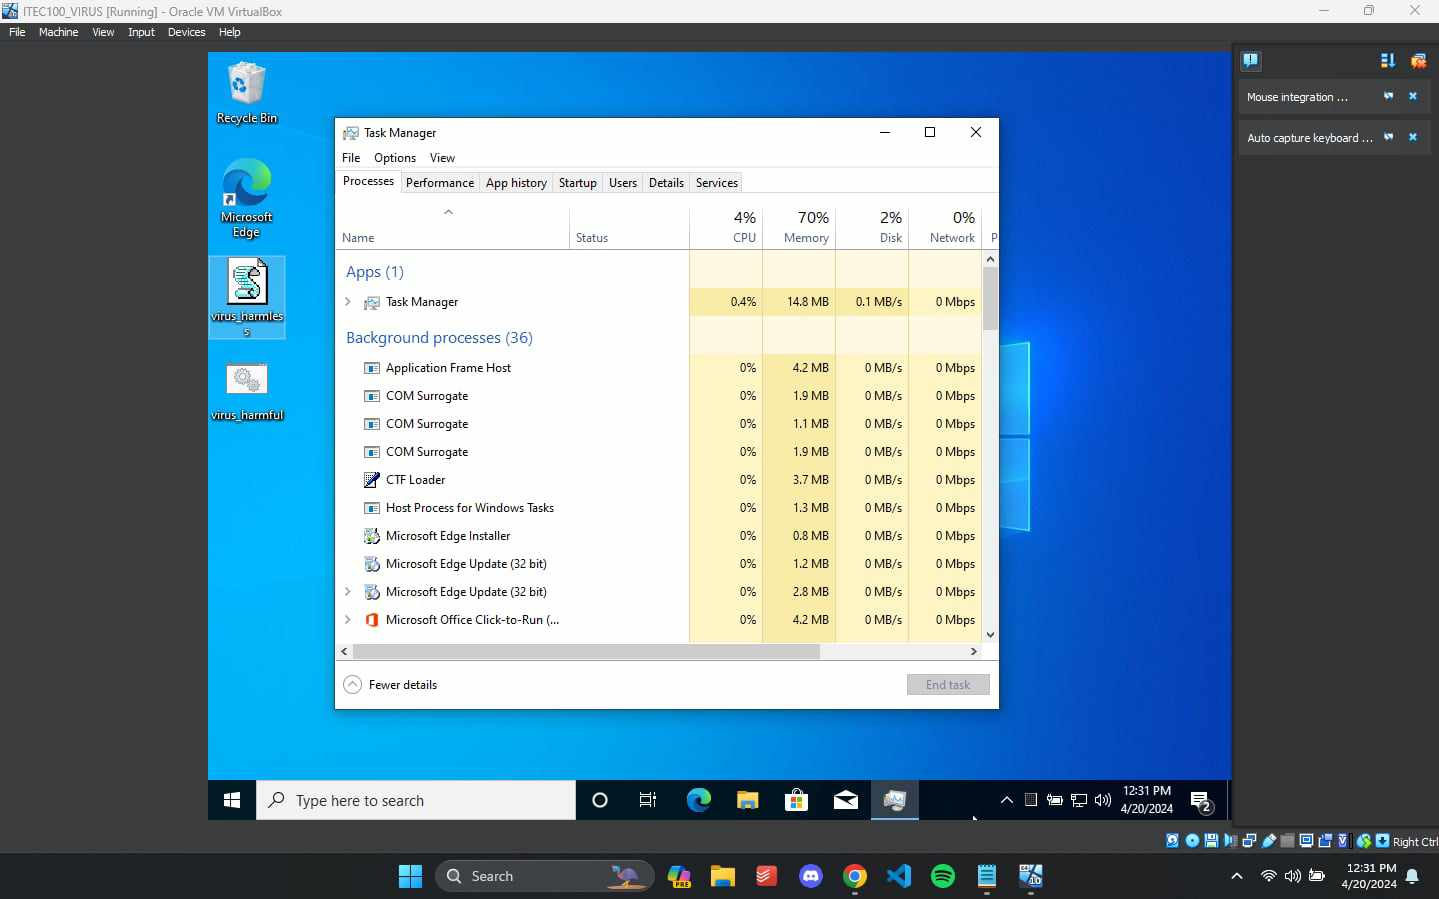 ITEC100_VIRUS [Running] - Oracle VM VirtualBox
File Machine View Input Devices Help
Recycle Bin
Microsoft
Edge
virus_harmles
s
virus_harmful
Task Manager
File Options View
Processes Performance App history Startup Users Details Services
4% 70% 2% 0%
Name Status CPU Memory Disk Network P
Apps (1)
Task Manager 0.4% 14.8 MB 0.1 MB/s 0 Mbps
Background processes (36)
Application Frame Host 0% 4.2 MB 0 MB/s 0 Mbps
COM Surrogate 0% 1.9 MB 0 MB/s 0 Mbps
COM Surrogate 0% 1.1 MB 0 MB/s 0 Mbps
COM Surrogate 0% 1.9 MB 0 MB/s 0 Mbps
CTF Loader 0% 3.7 MB 0 MB/s 0 Mbps
Host Process for Windows Tasks 0% 1.3 MB 0 MB/s 0 Mbps
Microsoft Edge Installer 0% 0.8 MB 0 MB/s 0 Mbps
Microsoft Edge Update (32 bit) 0% 1.2 MB 0 MB/s 0 Mbps
Microsoft Edge Update (32 bit) 0% 2.8 MB 0 MB/s 0 Mbps
Microsoft Office Click-to-Run (... 0% 4.2 MB 0 MB/s 0 Mbps
Fewer details End task
Mouse integration ...
Auto capture keyboard ...
Type here to search
12:31 PM
4/20/2024
2
Right Ctrl
Search
PRE
12:31 PM
4/20/2024